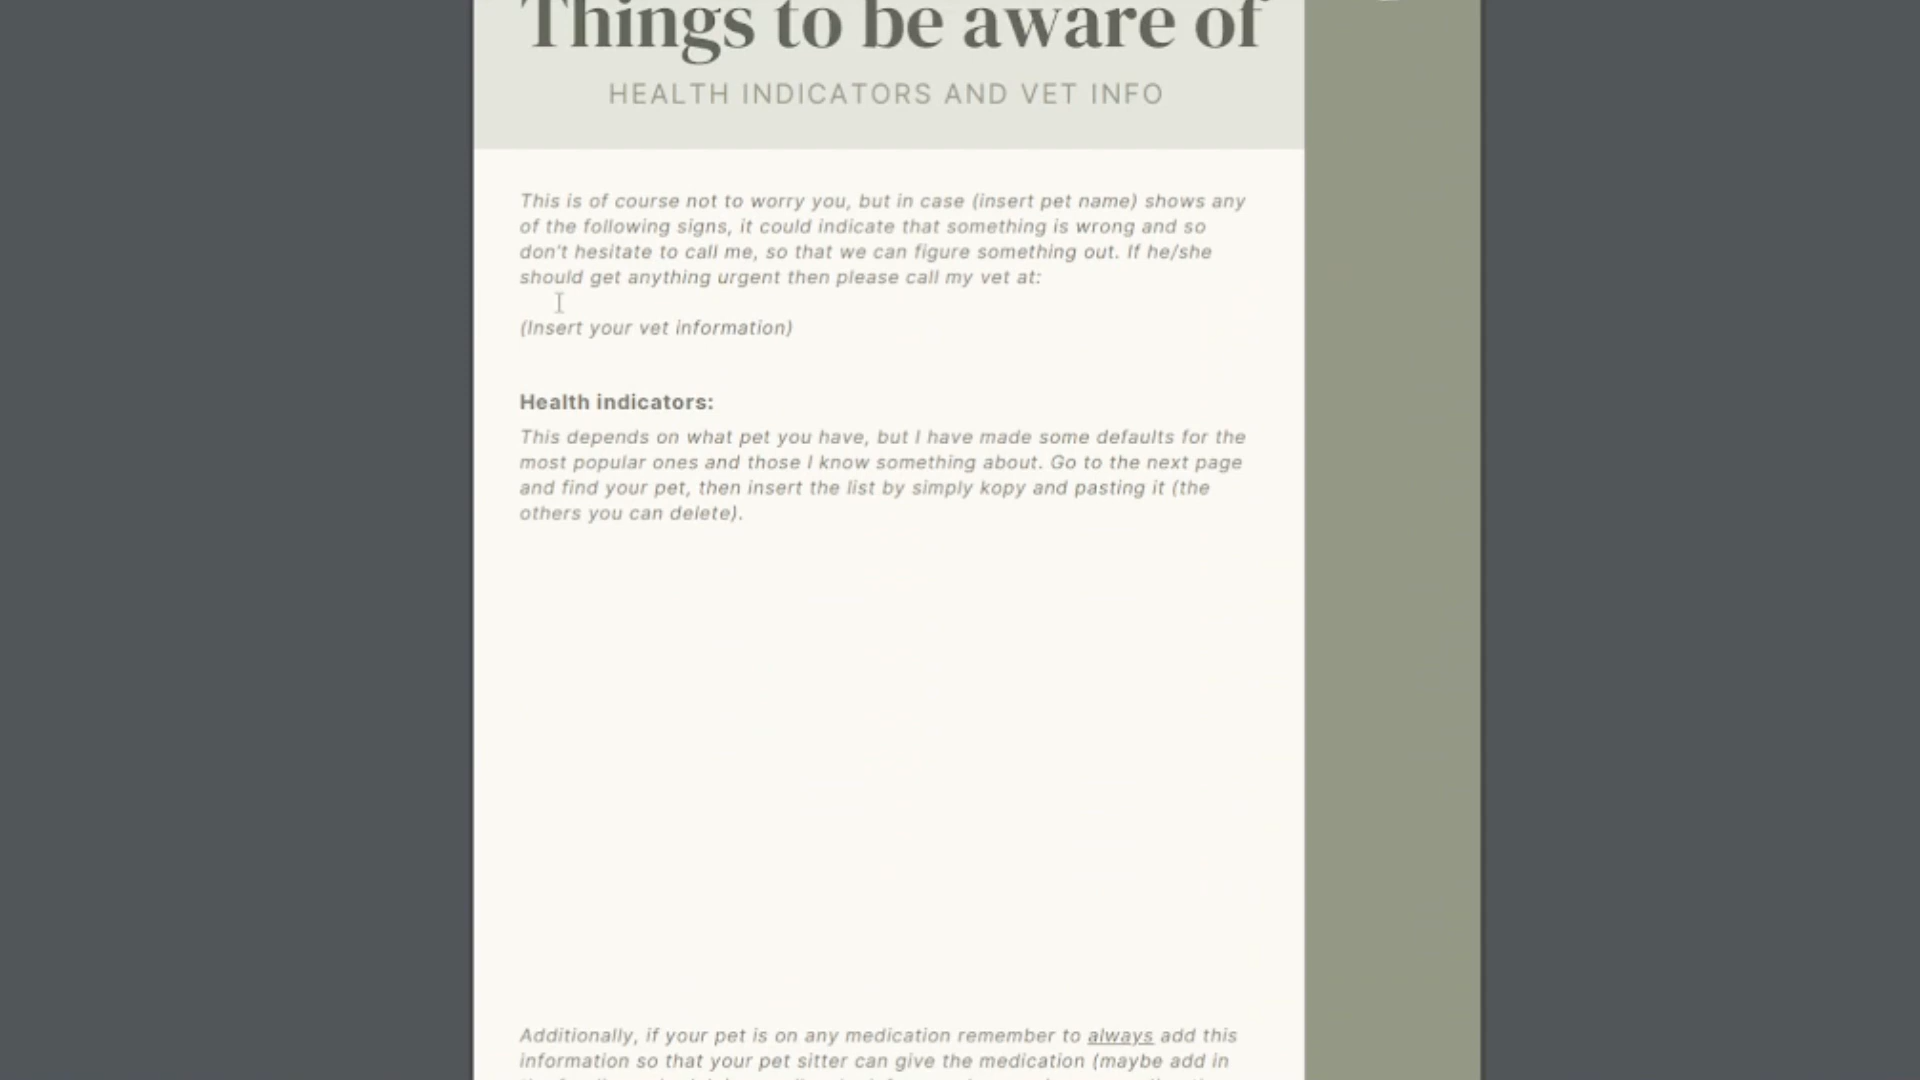 Things to be aware of
HEALTH INDICATORS AND VET INFO
This is of course not to worry you, but in case (insert pet name) shows any
of the following signs, it could indicate that something is wrong and so
don't hesitate to call me, so that we can figure something out. If he/she
should get anything urgent then please call my vet at:
(Insert your vet information)
Health indicators:
This depends on what pet you have, but I have made some defaults for the
most popular ones and those I know something about. Go to the next page
and find your pet, then insert the list by simply kopy and pasting it (the
others you can delete).
Additionally, if your pet is on any medication remember to always add this
information so that your pet sitter can give the medication (maybe add in